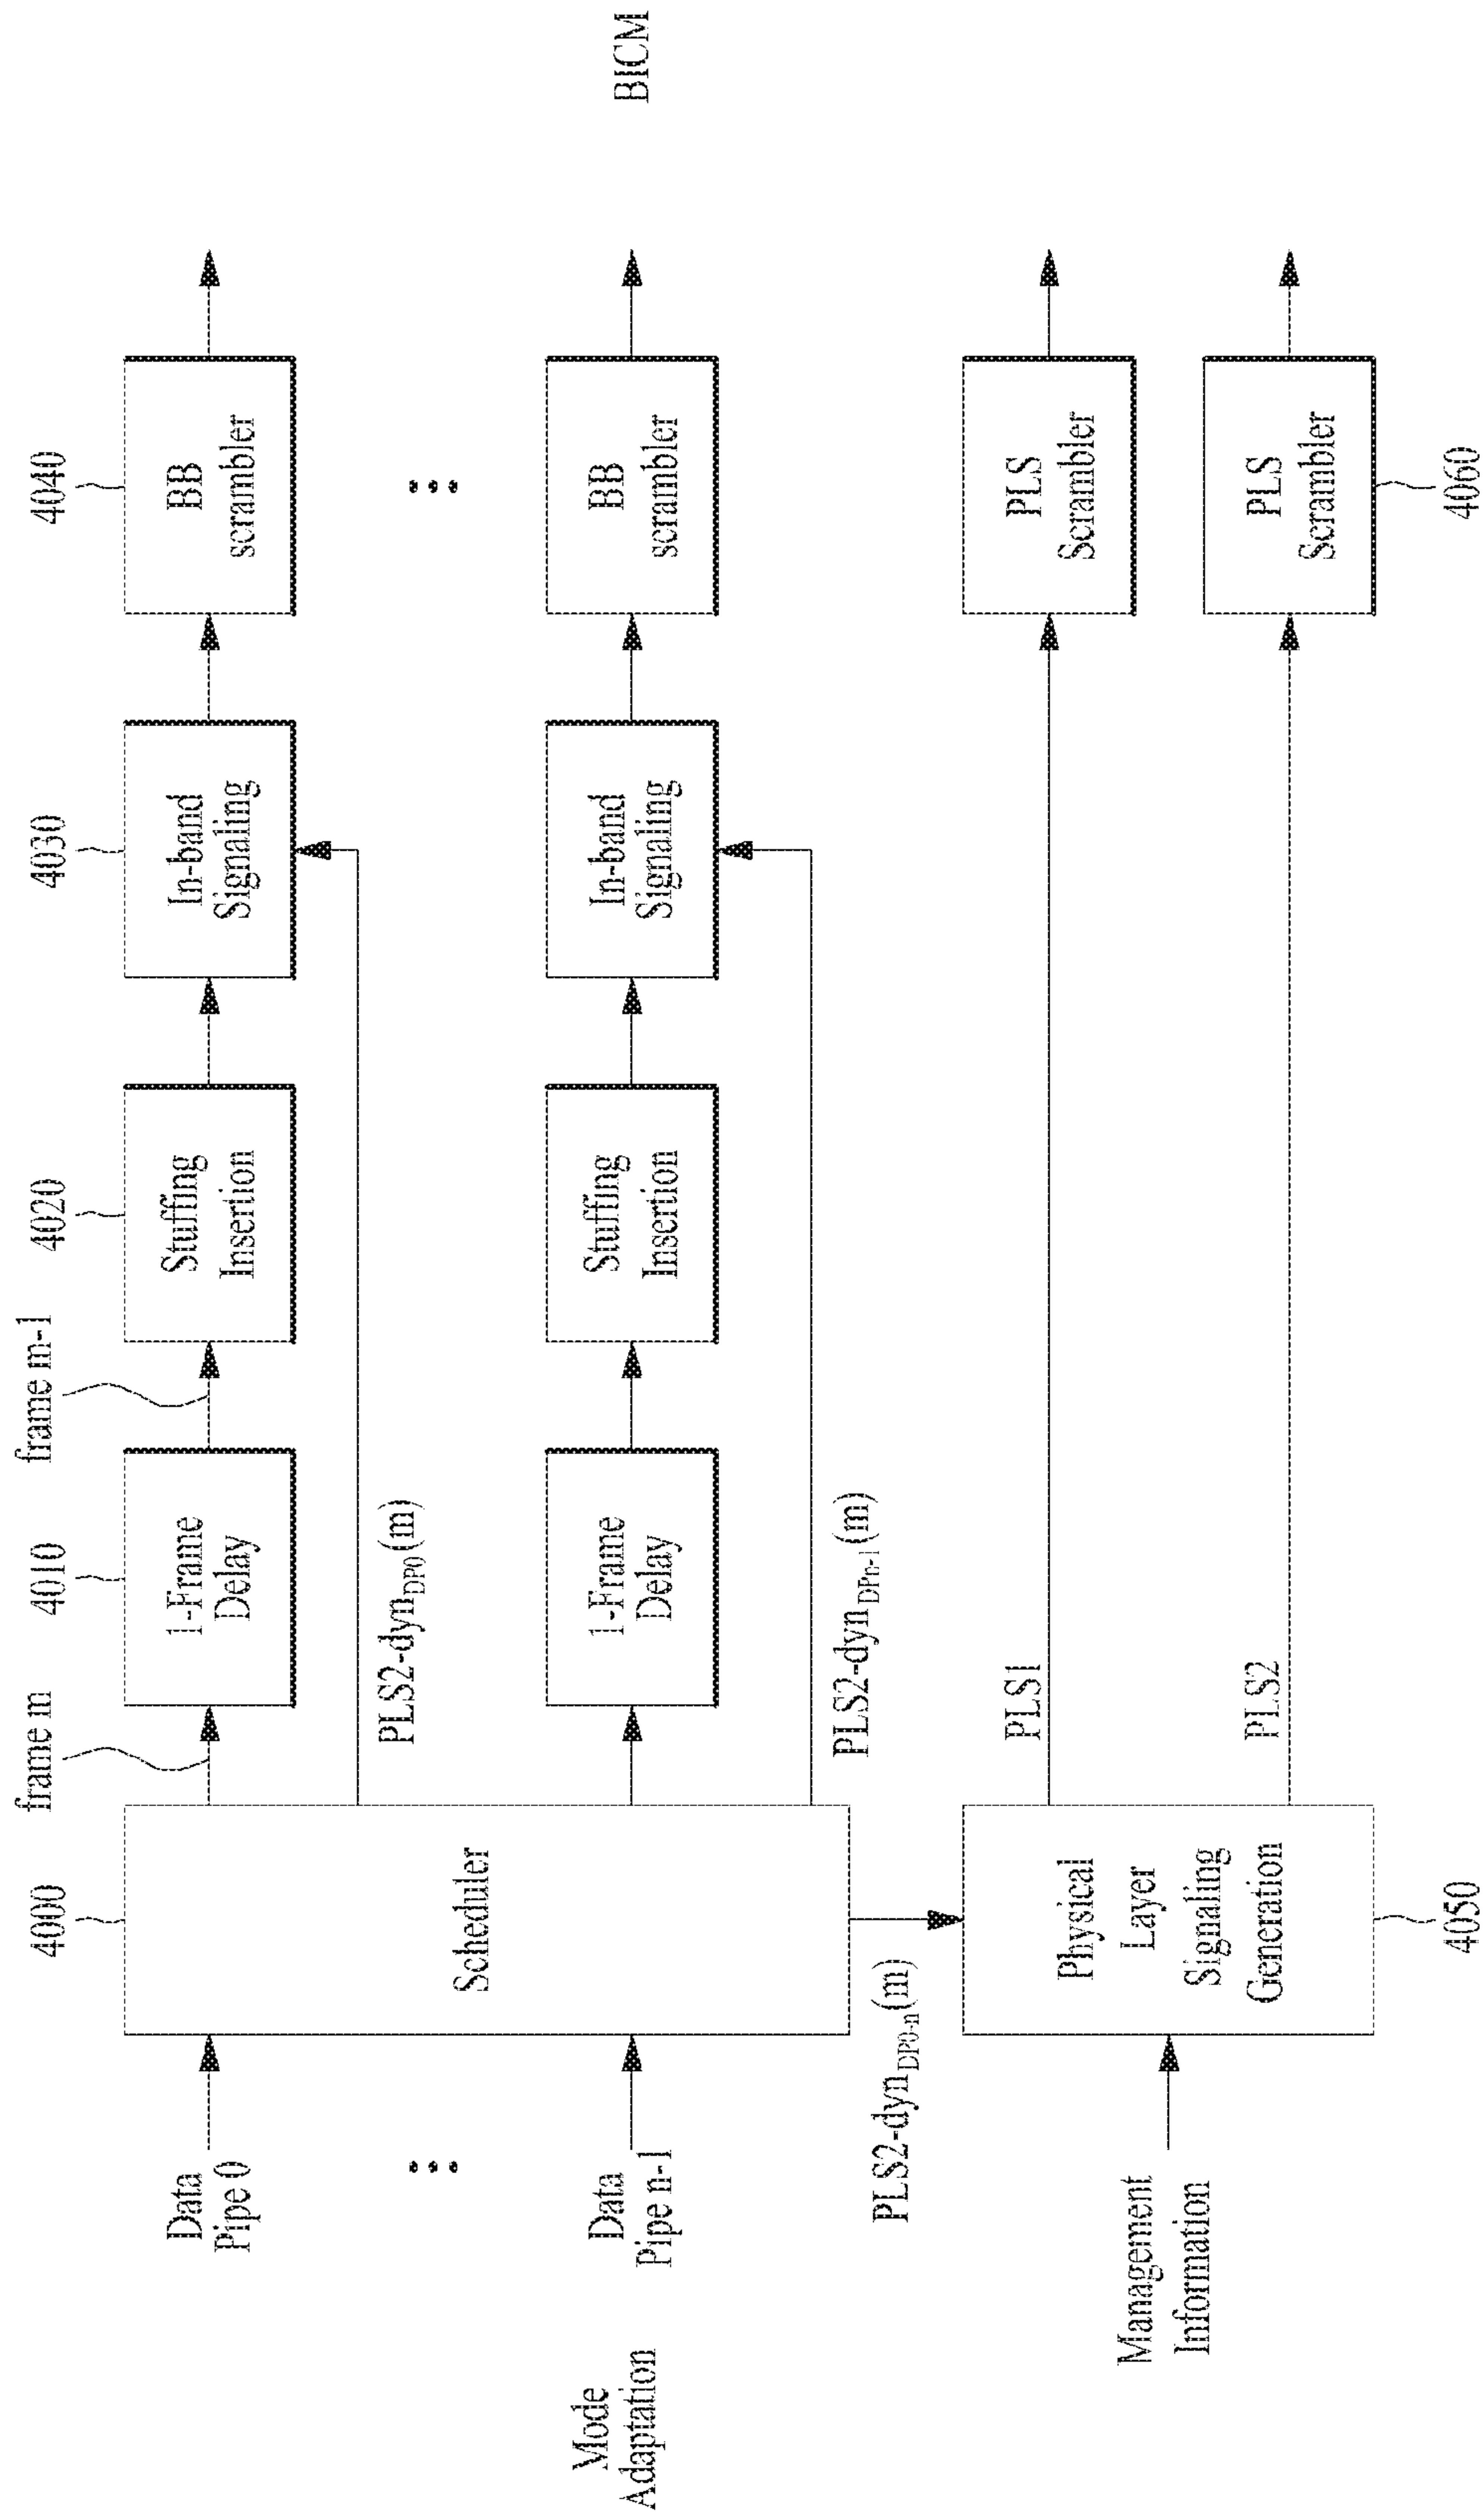 frame m
frame m-1
4000
4010
4020
4030
4040
Data
Pipe 0
Scheduler
1-Frame
Delay
Stuffing
Insertion
In-band
Signaling
BB
scrambler
PLS2-dynDP0(m)
Mode
Adaptation
Data
Pipe n-1
1-Frame
Delay
Stuffing
Insertion
In-band
Signaling
BB
scrambler
BICM
PLS2-dynDPn-1(m)
PLS2-dynDP0-n(m)
Management
Information
Physical
Layer
Signaling
Generation
PLS1
PLS
Scrambler
PLS2
PLS
Scrambler
4050
4060